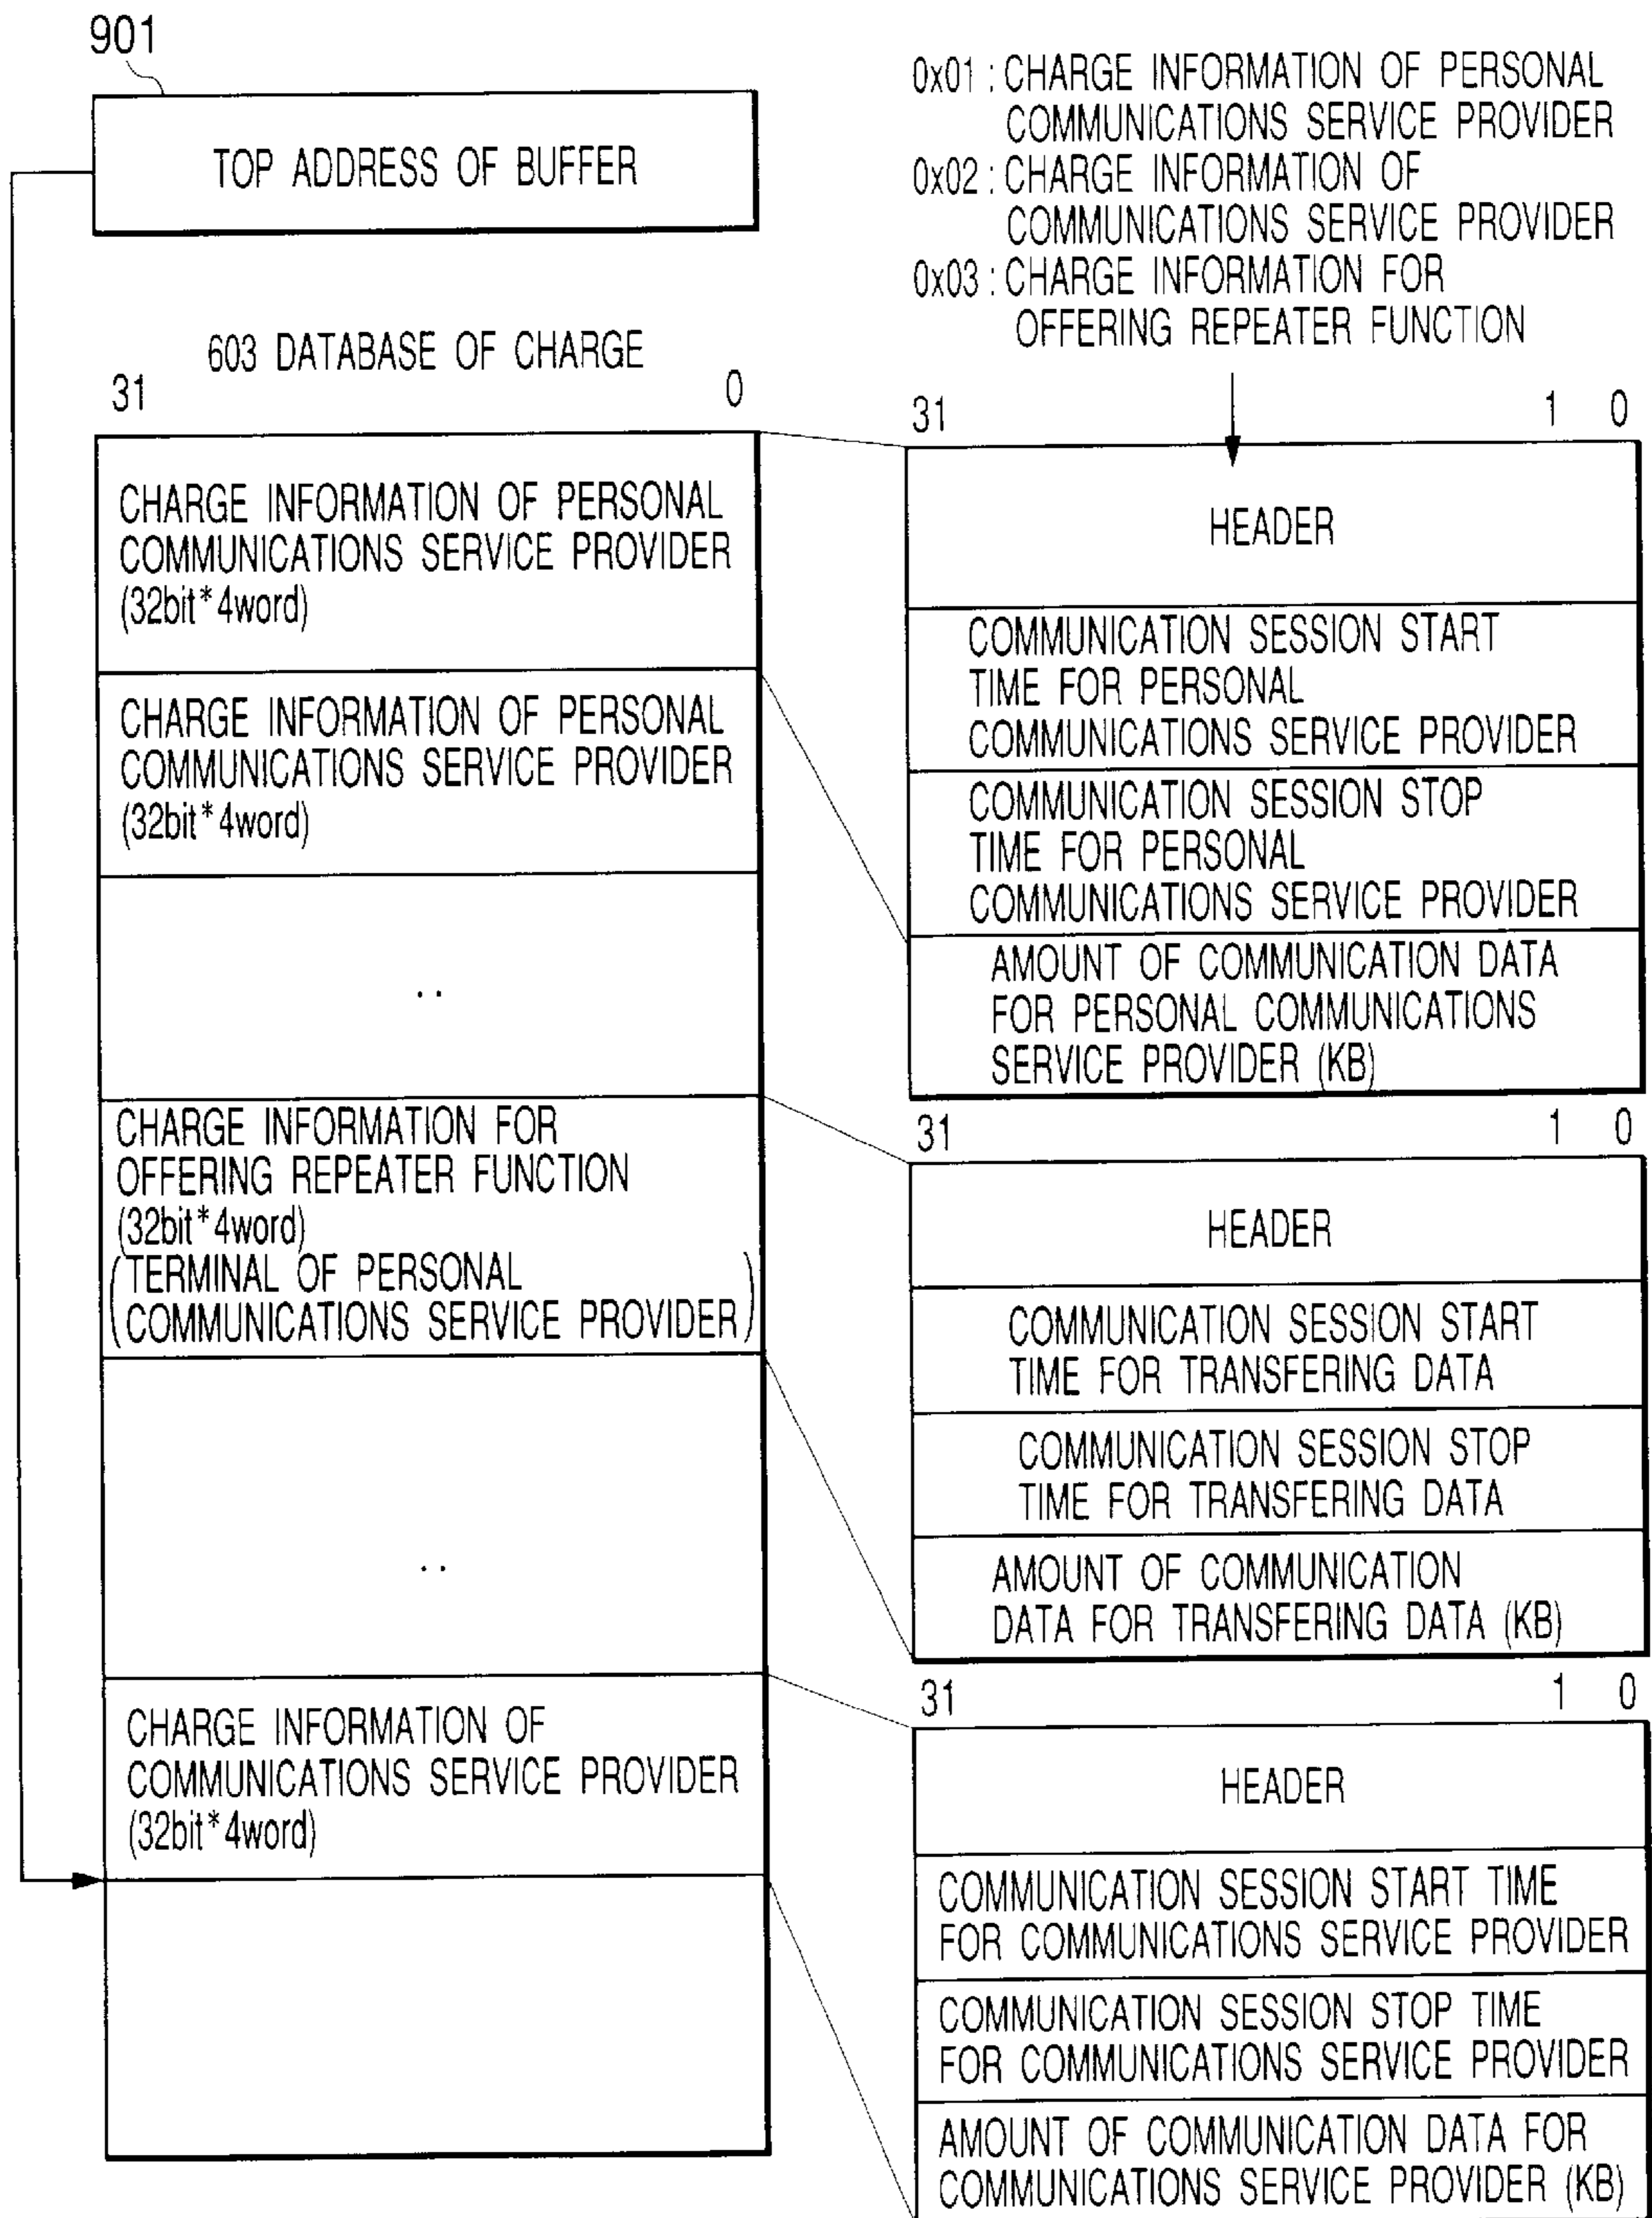 901
TOP ADDRESS OF BUFFER
0x01 : CHARGE INFORMATION OF PERSONAL
COMMUNICATIONS SERVICE PROVIDER
0x02 : CHARGE INFORMATION OF
COMMUNICATIONS SERVICE PROVIDER
0x03 : CHARGE INFORMATION FOR
OFFERING REPEATER FUNCTION
603 DATABASE OF CHARGE
31 0
CHARGE INFORMATION OF PERSONAL
COMMUNICATIONS SERVICE PROVIDER
(32bit*4word)
CHARGE INFORMATION OF PERSONAL
COMMUNICATIONS SERVICE PROVIDER
(32bit*4word)
..
CHARGE INFORMATION FOR
OFFERING REPEATER FUNCTION
(32bit*4word)
(TERMINAL OF PERSONAL
COMMUNICATIONS SERVICE PROVIDER)
..
CHARGE INFORMATION OF
COMMUNICATIONS SERVICE PROVIDER
(32bit*4word)
31 1 0
HEADER
COMMUNICATION SESSION START
TIME FOR PERSONAL
COMMUNICATIONS SERVICE PROVIDER
COMMUNICATION SESSION STOP
TIME FOR PERSONAL
COMMUNICATIONS SERVICE PROVIDER
AMOUNT OF COMMUNICATION DATA
FOR PERSONAL COMMUNICATIONS
SERVICE PROVIDER (KB)
31 1 0
HEADER
COMMUNICATION SESSION START
TIME FOR TRANSFERING DATA
COMMUNICATION SESSION STOP
TIME FOR TRANSFERING DATA
AMOUNT OF COMMUNICATION
DATA FOR TRANSFERING DATA (KB)
31 1 0
HEADER
COMMUNICATION SESSION START TIME
FOR COMMUNICATIONS SERVICE PROVIDER
COMMUNICATION SESSION STOP TIME
FOR COMMUNICATIONS SERVICE PROVIDER
AMOUNT OF COMMUNICATION DATA FOR
COMMUNICATIONS SERVICE PROVIDER (KB)